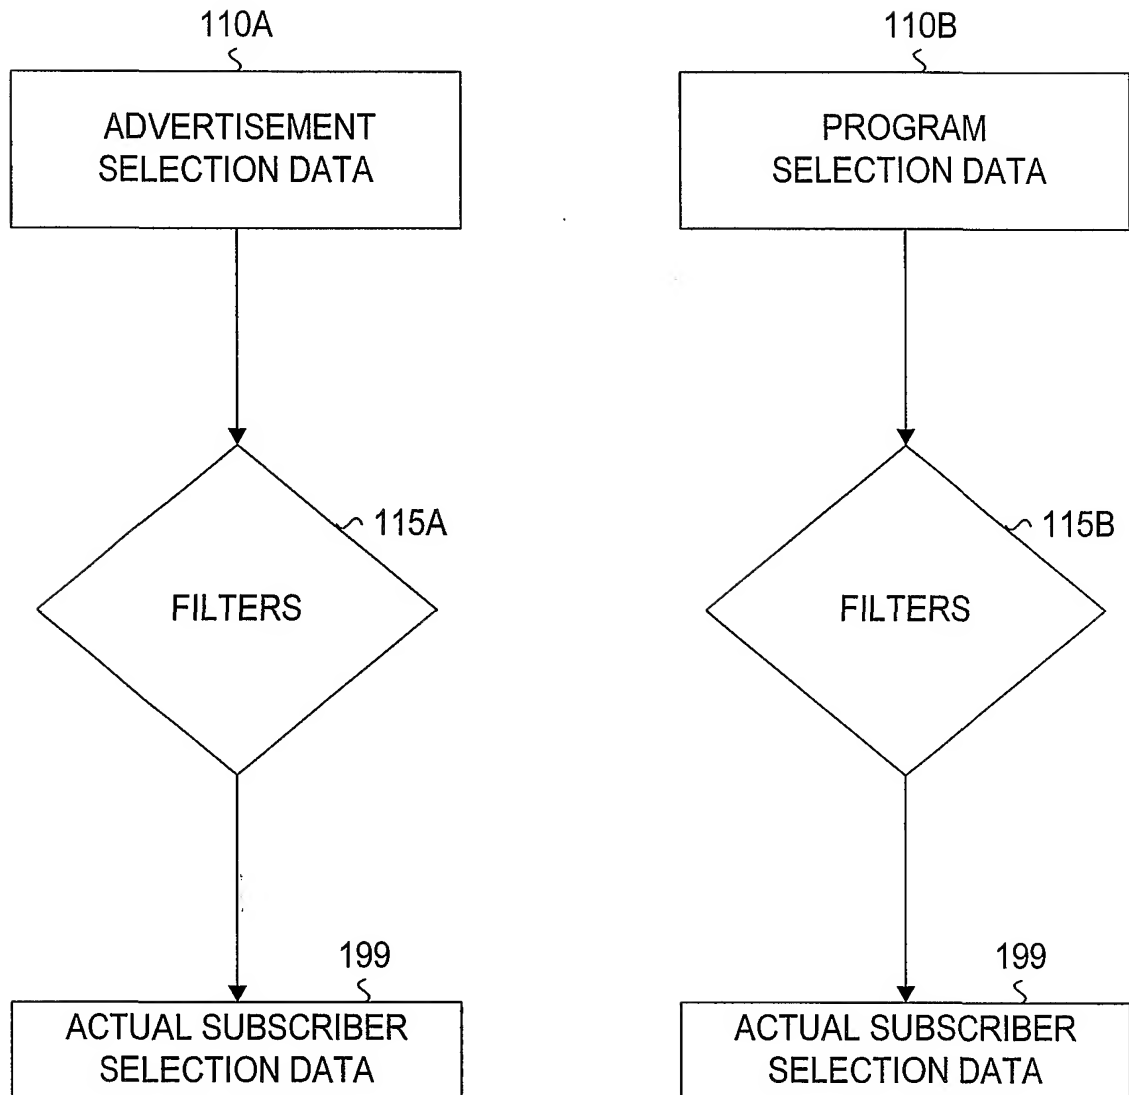 110A
ADVERTISEMENT
SELECTION DATA
115A
FILTERS
199
ACTUAL SUBSCRIBER
SELECTION DATA
110B
PROGRAM
SELECTION DATA
115B
FILTERS
199
ACTUAL SUBSCRIBER
SELECTION DATA